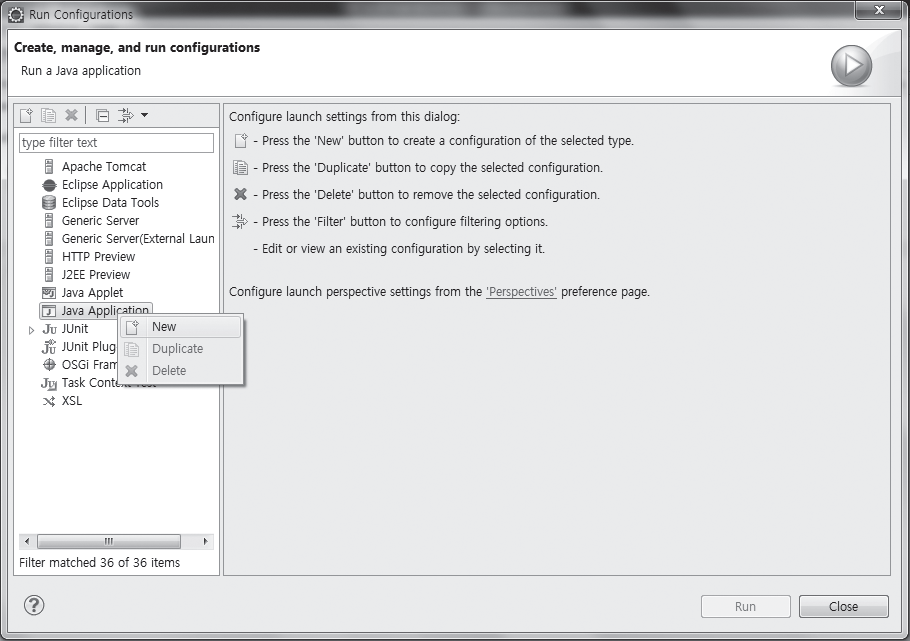 Run Configurations
Create, manage, and run configurations
Run a Java application
type filter text
Apache Tomcat
Eclipse Application
Eclipse Data Tools
Generic Server
Generic Server(External Laun
HTTP Preview
J2EE Preview
Java Applet
Java Application
JUnit
JUnit Plug
OSGi Fram
Task Context Test
XSL
New
Duplicate
Delete
Filter matched 36 of 36 items
Configure launch settings from this dialog:
- Press the 'New' button to create a configuration of the selected type.
- Press the 'Duplicate' button to copy the selected configuration.
- Press the 'Delete' button to remove the selected configuration.
- Press the 'Filter' button to configure filtering options.
- Edit or view an existing configuration by selecting it.
Configure launch perspective settings from the 'Perspectives' preference page.
Run
Close